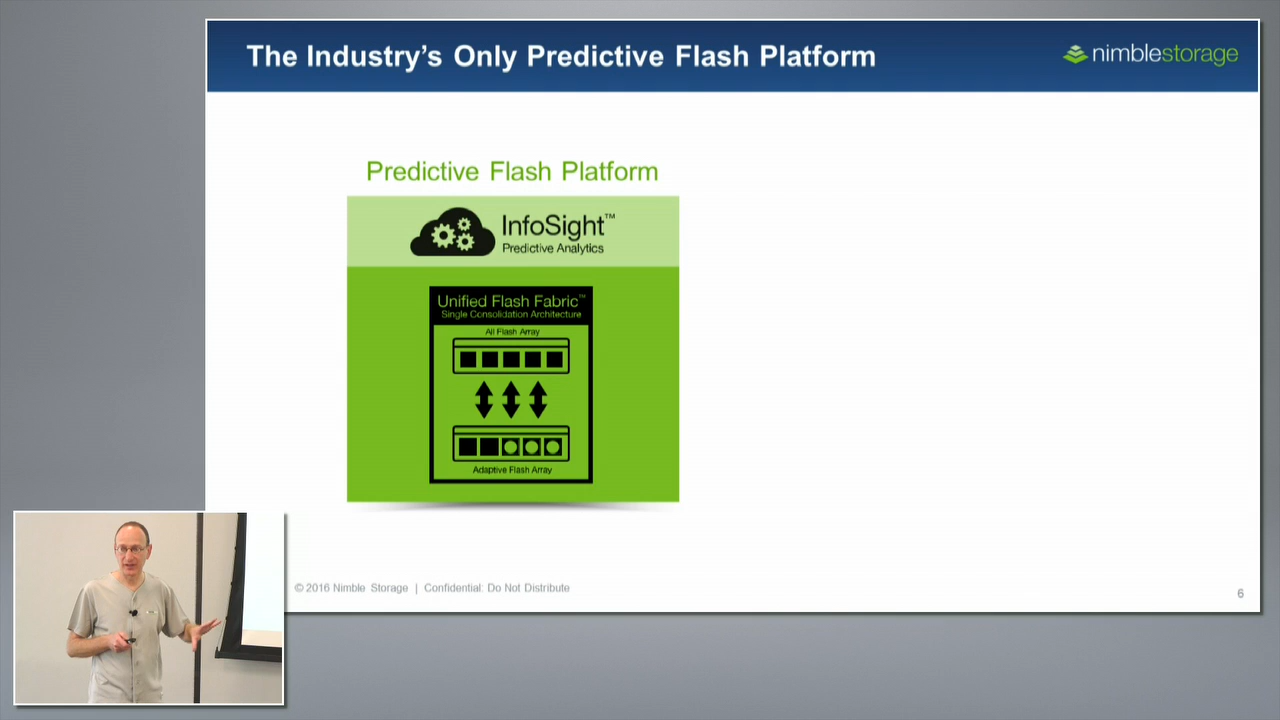 The Industry's Only Predictive Flash Platform
nimblestorage
Predictive Flash Platform
InfoSight™
Predictive Analytics
Unified Flash Fabric™
Single Consolidation Architecture
All Flash Array
Adaptive Flash Array
© 2016 Nimble Storage | Confidential: Do Not Distribute
6